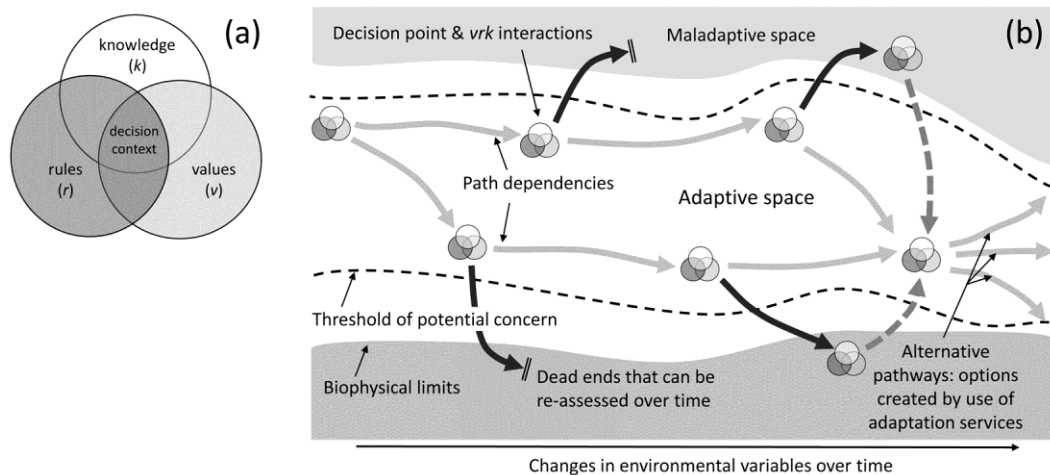 (a)
knowledge
(k)
decision
context
rules
(r)
values
(v)
(b)
Decision point & vrk interactions
Maladaptive space
Path dependencies
Adaptive space
Threshold of potential concern
Biophysical limits
Dead ends that can be
re-assessed over time
Alternative
pathways: options
created by use of
adaptation services
Changes in environmental variables over time